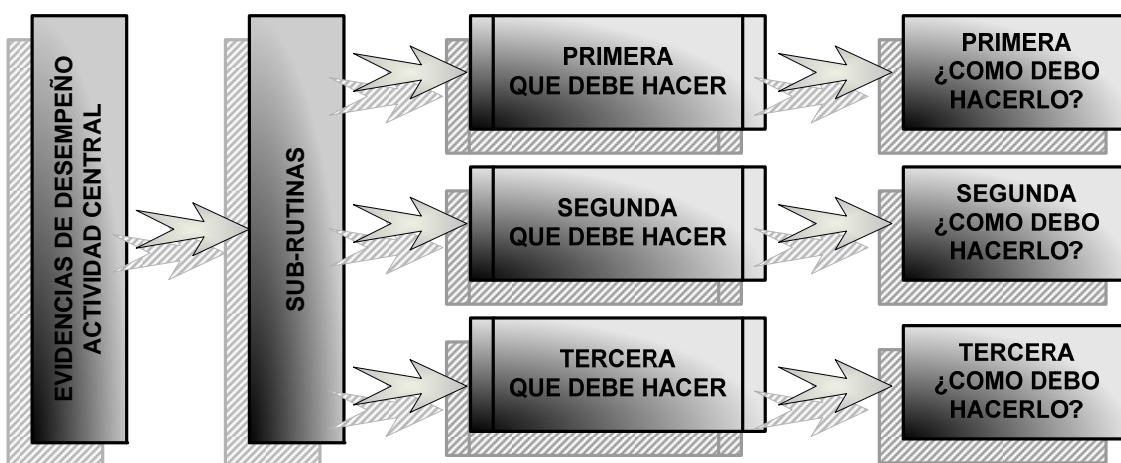 EVIDENCIAS DE DESEMPEÑO
ACTIVIDAD CENTRAL
SUB-RUTINAS
PRIMERA
QUE DEBE HACER
PRIMERA
¿COMO DEBO
HACERLO?
SEGUNDA
QUE DEBE HACER
SEGUNDA
¿COMO DEBO
HACERLO?
TERCERA
QUE DEBE HACER
TERCERA
¿COMO DEBO
HACERLO?